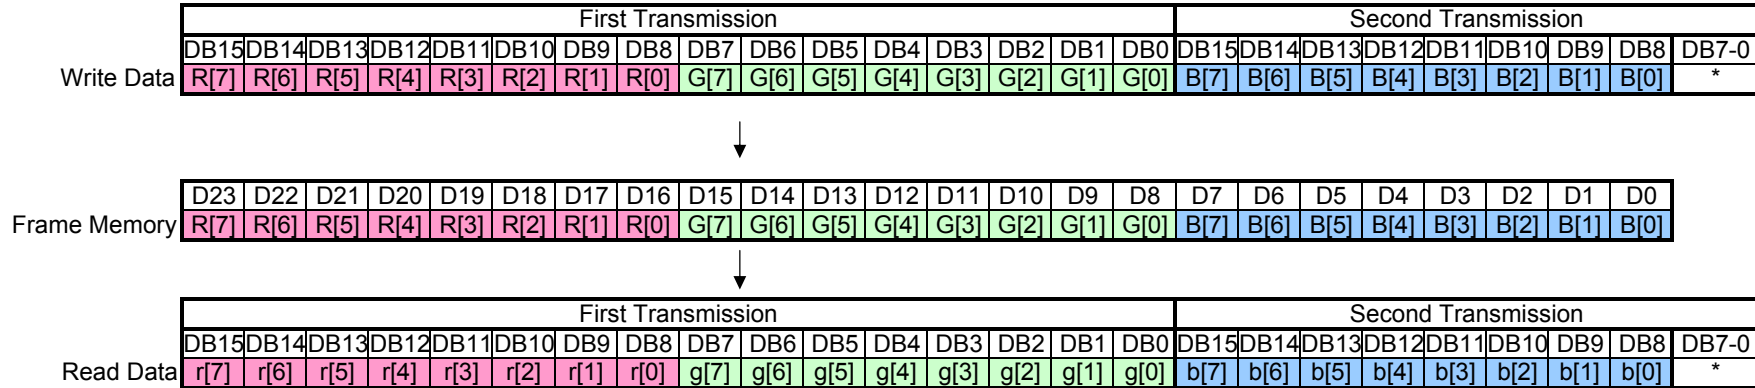 First Transmission Second Transmission
DB15 DB14 DB13 DB12 DB11 DB10 DB9 DB8 DB7 DB6 DB5 DB4 DB3 DB2 DB1 DB0 DB15 DB14 DB13 DB12 DB11 DB10 DB9 DB8 DB7-0
Write Data R[7] R[6] R[5] R[4] R[3] R[2] R[1] R[0] G[7] G[6] G[5] G[4] G[3] G[2] G[1] G[0] B[7] B[6] B[5] B[4] B[3] B[2] B[1] B[0] *
D23 D22 D21 D20 D19 D18 D17 D16 D15 D14 D13 D12 D11 D10 D9 D8 D7 D6 D5 D4 D3 D2 D1 D0
Frame Memory R[7] R[6] R[5] R[4] R[3] R[2] R[1] R[0] G[7] G[6] G[5] G[4] G[3] G[2] G[1] G[0] B[7] B[6] B[5] B[4] B[3] B[2] B[1] B[0]
First Transmission Second Transmission
DB15 DB14 DB13 DB12 DB11 DB10 DB9 DB8 DB7 DB6 DB5 DB4 DB3 DB2 DB1 DB0 DB15 DB14 DB13 DB12 DB11 DB10 DB9 DB8 DB7-0
Read Data r[7] r[6] r[5] r[4] r[3] r[2] r[1] r[0] g[7] g[6] g[5] g[4] g[3] g[2] g[1] g[0] b[7] b[6] b[5] b[4] b[3] b[2] b[1] b[0] *